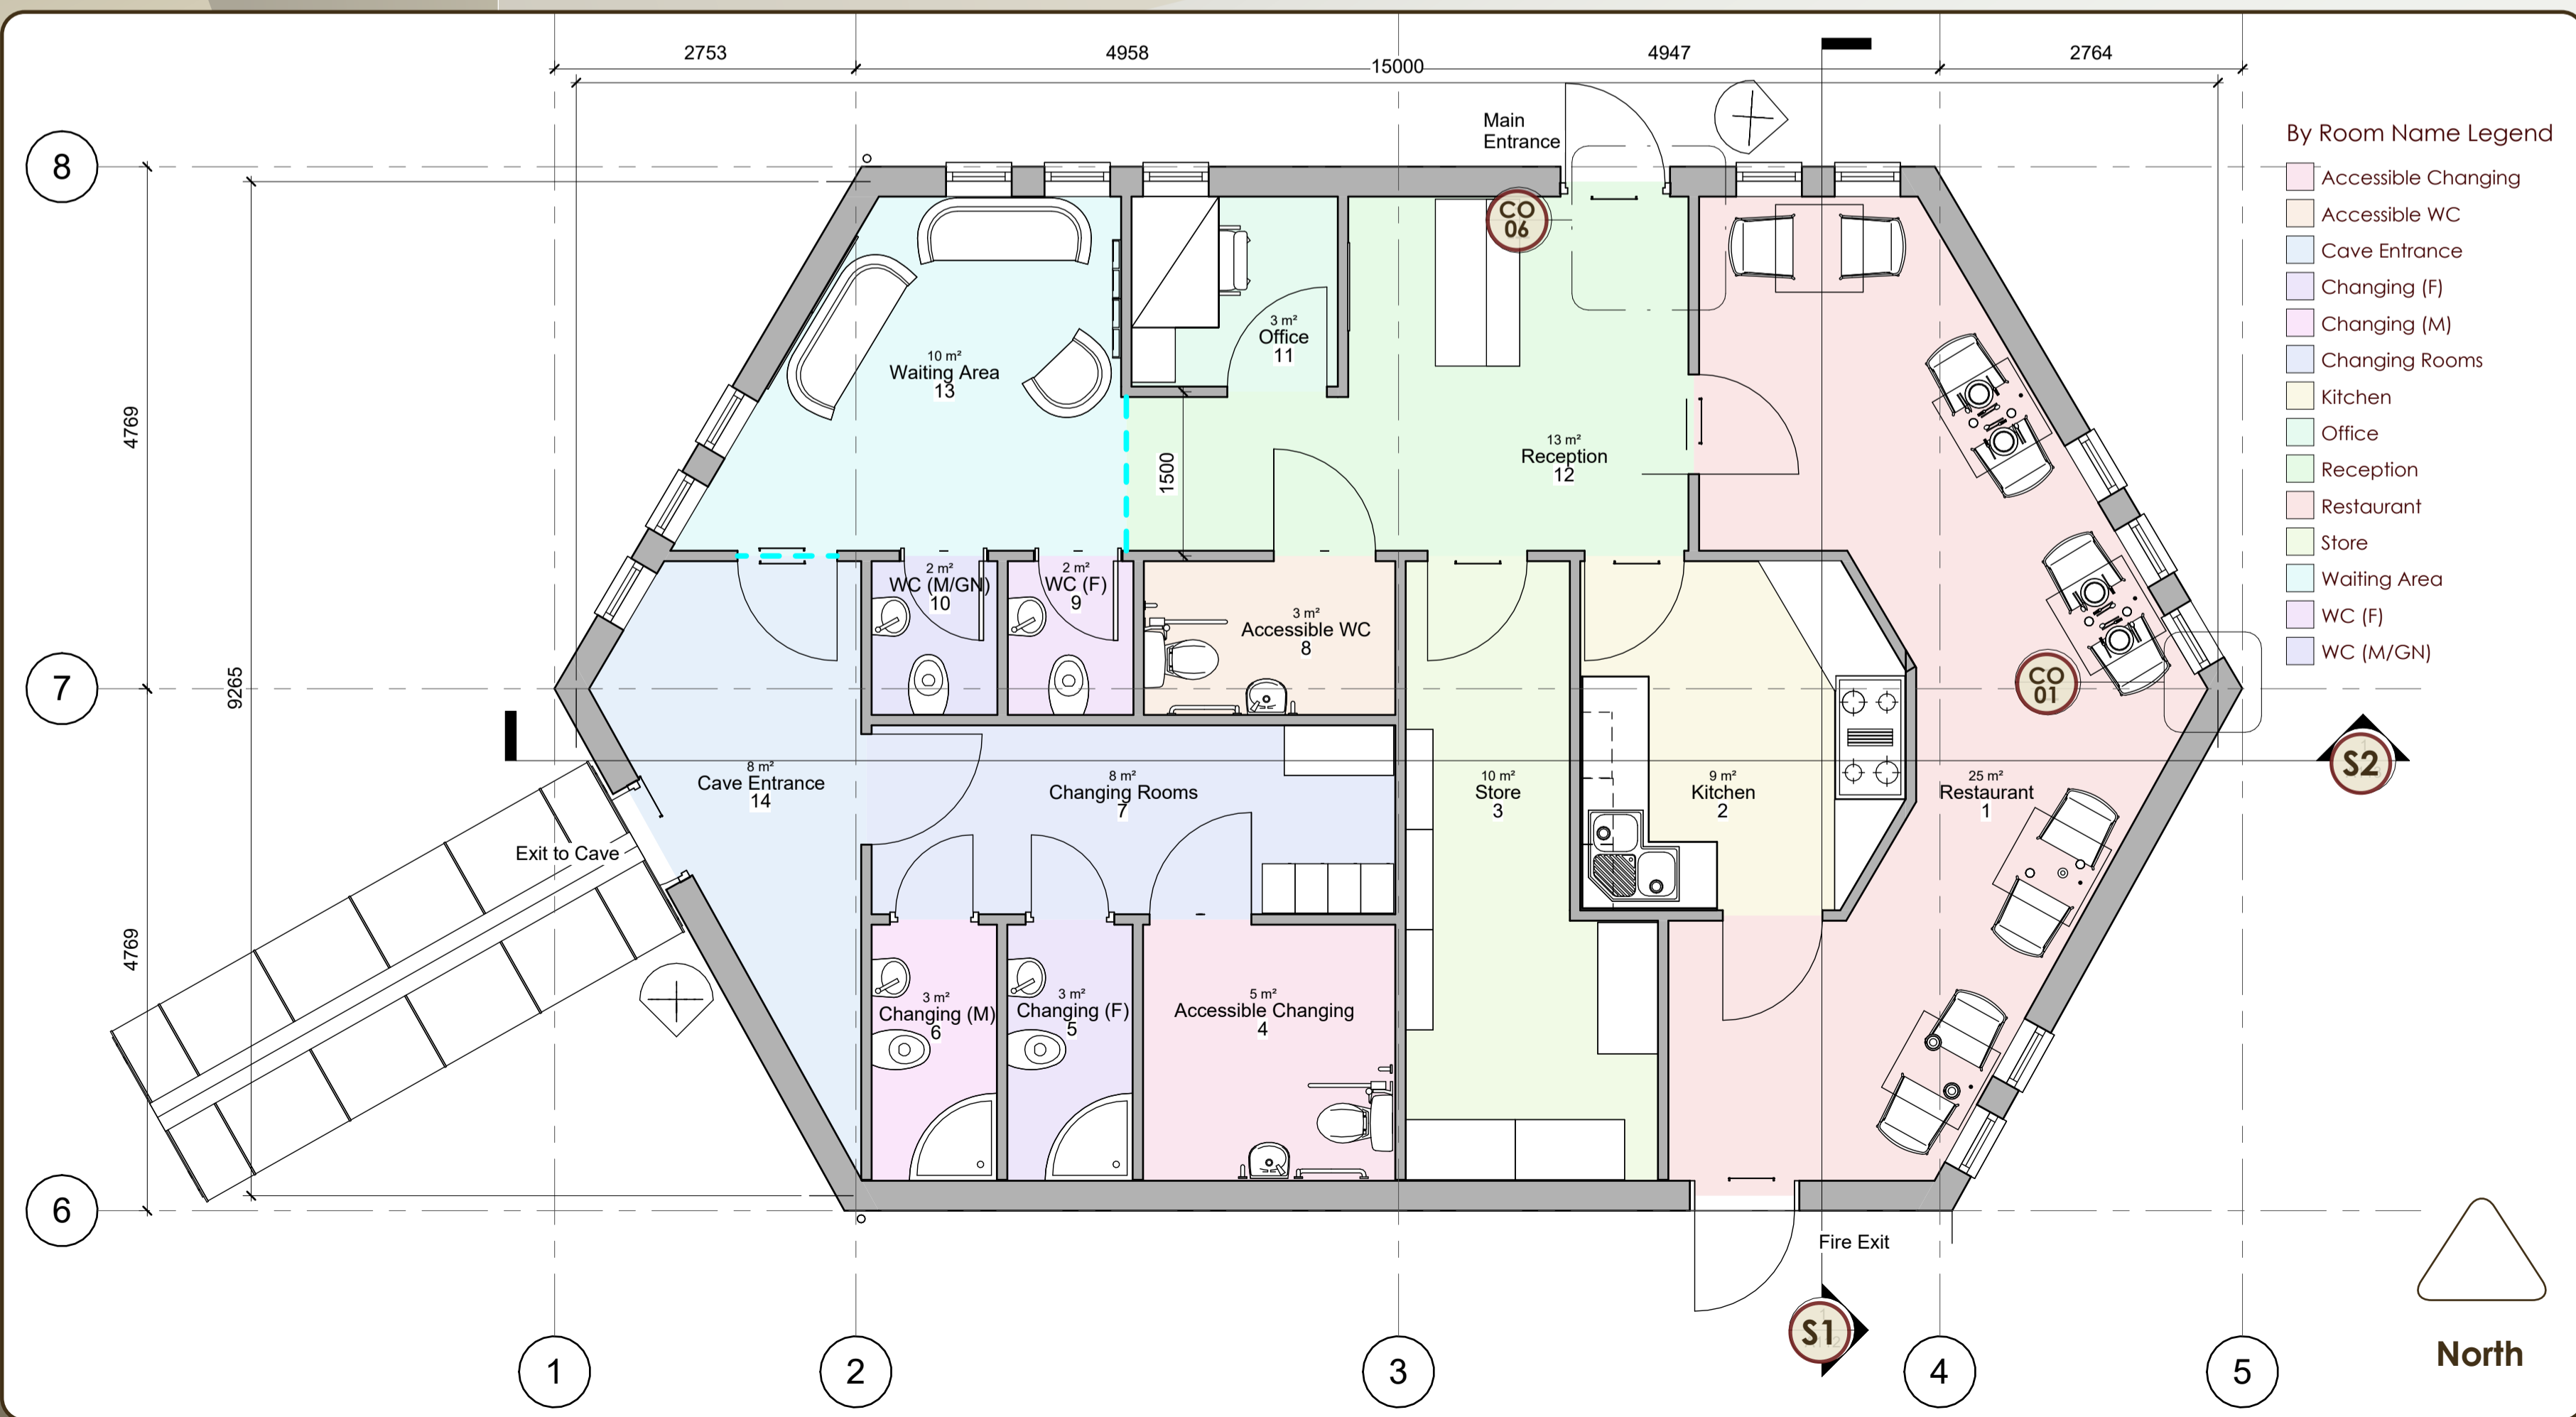 2753
4958
4947
2764
15000
Main
Entrance
By Room Name Legend
Accessible Changing
Accessible WC
Cave Entrance
Changing (F)
Changing (M)
Changing Rooms
Kitchen
Office
Reception
Restaurant
Store
Waiting Area
WC (F)
WC (M/GN)
8
7
6
4769
4769
9265
CO
06
3 m²
Office
11
10 m²
Waiting Area
13
1500
13 m²
Reception
12
2 m²
WC (M/GN)
10
2 m²
WC (F)
9
3 m²
Accessible WC
8
CO
01
8 m²
Cave Entrance
14
8 m²
Changing Rooms
7
10 m²
Store
3
9 m²
Kitchen
2
25 m²
Restaurant
1
S2
Exit to Cave
3 m²
Changing (M)
6
3 m²
Changing (F)
5
5 m²
Accessible Changing
4
Fire Exit
S1
North
1
2
3
4
5